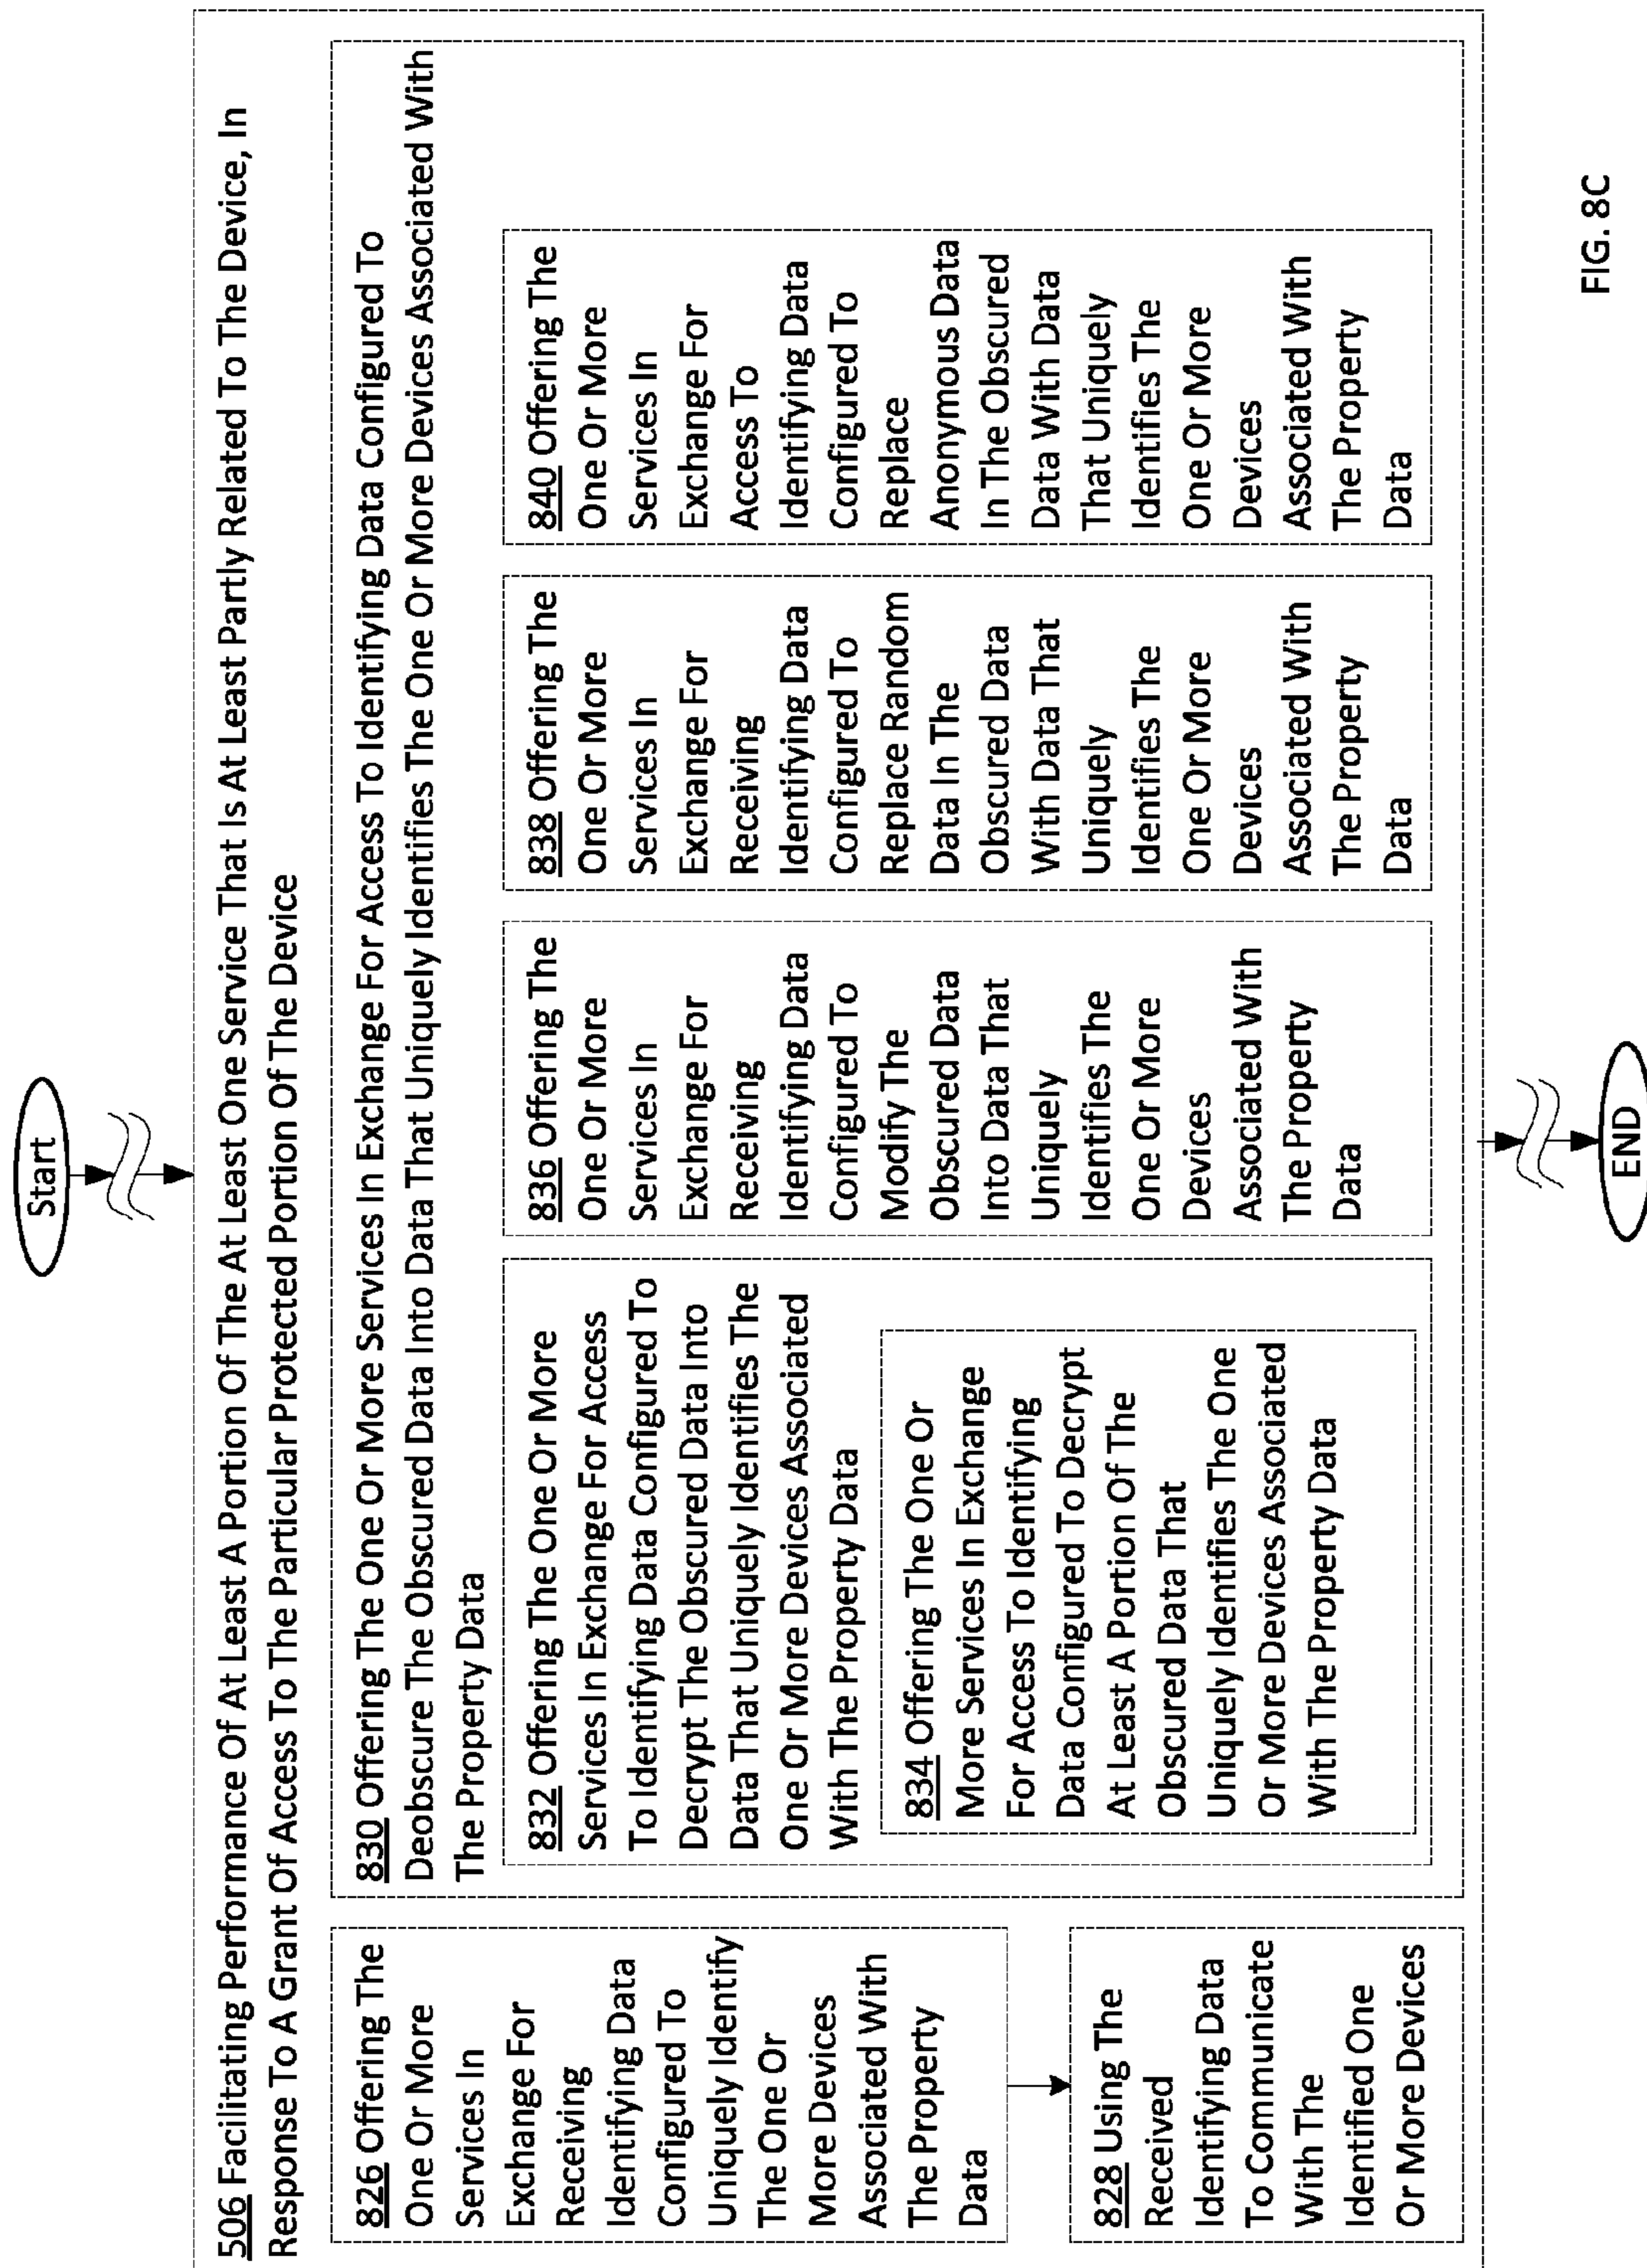 Start
506 Facilitating Performance Of At Least A Portion Of The At Least One Service That Is At Least Partly Related To The Device, In
Response To A Grant Of Access To The Particular Protected Portion Of The Device
826 Offering The
One Or More
Services In
Exchange For
Receiving
Identifying Data
Configured To
Uniquely Identify
The One Or
More Devices
Associated With
The Property
Data
828 Using The
Received
Identifying Data
To Communicate
With The
Identified One
Or More Devices
830 Offering The One Or More Services In Exchange For Access To Identifying Data Configured To
Deobscure The Obscured Data Into Data That Uniquely Identifies The One Or More Devices Associated With
The Property Data
832 Offering The One Or More
Services In Exchange For Access
To Identifying Data Configured To
Decrypt The Obscured Data Into
Data That Uniquely Identifies The
One Or More Devices Associated
With The Property Data
834 Offering The One Or
More Services In Exchange
For Access To Identifying
Data Configured To Decrypt
At Least A Portion Of The
Obscured Data That
Uniquely Identifies The One
Or More Devices Associated
With The Property Data
836 Offering The
One Or More
Services In
Exchange For
Receiving
Identifying Data
Configured To
Modify The
Obscured Data
Into Data That
Uniquely
Identifies The
One Or More
Devices
Associated With
The Property
Data
838 Offering The
One Or More
Services In
Exchange For
Receiving
Identifying Data
Configured To
Replace Random
Data In The
Obscured Data
With Data That
Uniquely
Identifies The
One Or More
Devices
Associated With
The Property
Data
840 Offering The
One Or More
Services In
Exchange For
Access To
Identifying Data
Configured To
Replace
Anonymous Data
In The Obscured
Data With Data
That Uniquely
Identifies The
One Or More
Devices
Associated With
The Property
Data
END
FIG. 8C